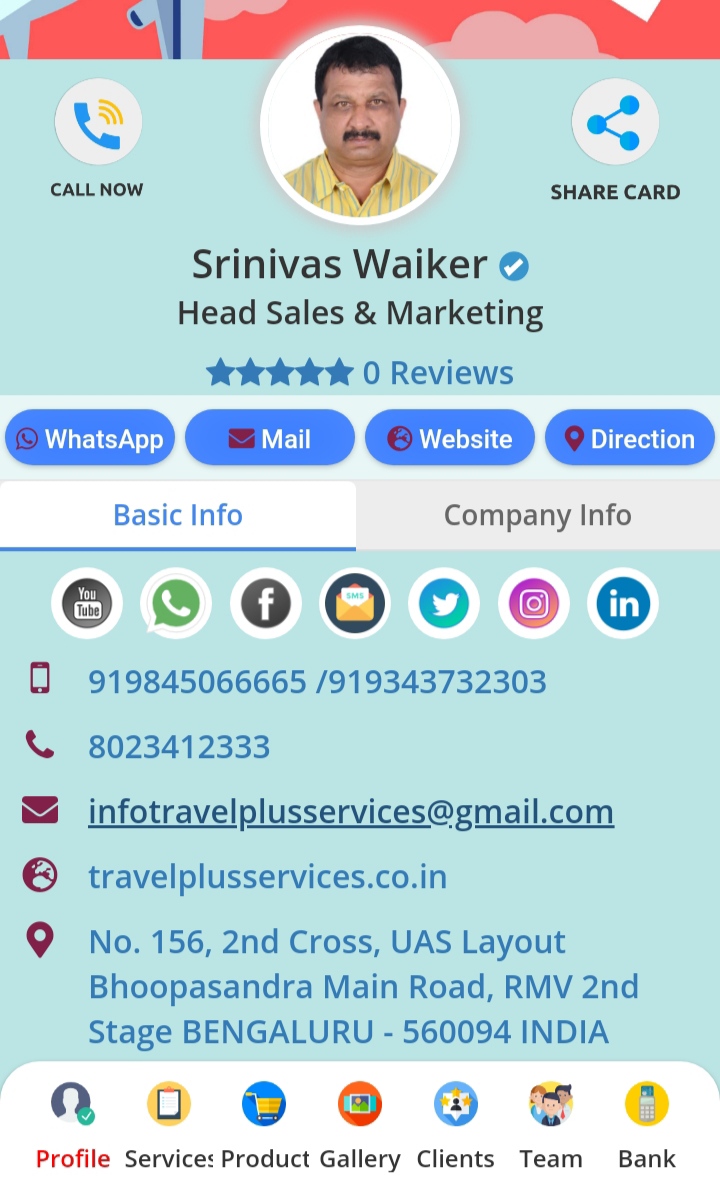 CALL NOW
SHARE CARD
Srinivas Waiker
Head Sales & Marketing
0 Reviews
WhatsApp Mail Website Direction
Basic Info Company Info
You Tube SMS
919845066665 /919343732303
8023412333
infotravelplusservices@gmail.com
travelplusservices.co.in
No. 156, 2nd Cross, UAS Layout
Bhoopasandra Main Road, RMV 2nd
Stage BENGALURU - 560094 INDIA
Profile Services Product Gallery Clients Team Bank